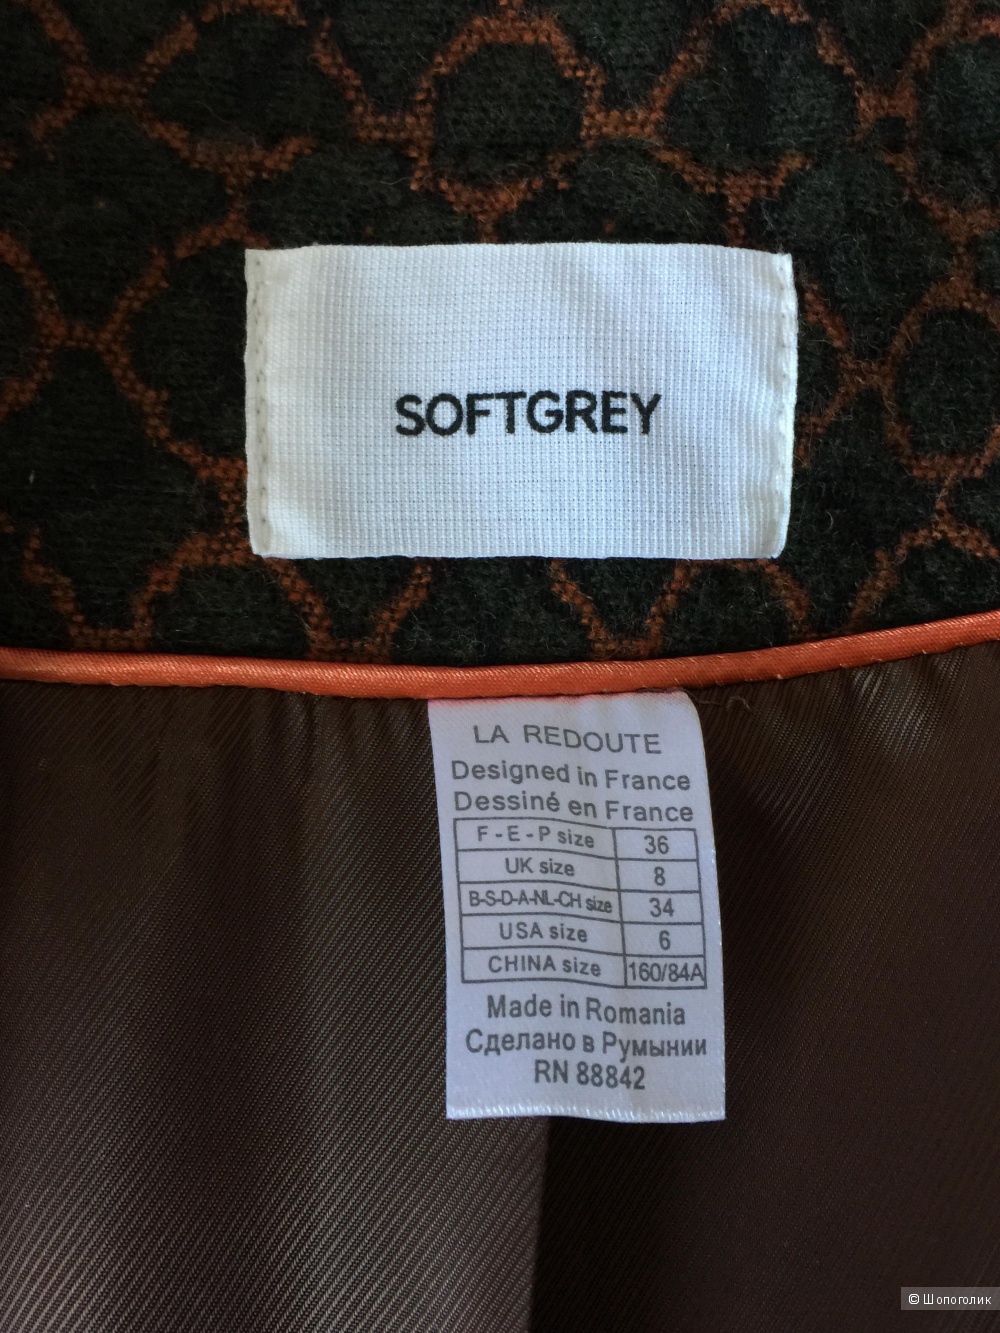 SOFTGREY
LA REDOUTE
Designed in France
Dessiné en France
F - E - P size 36
UK size 8
B-S-D-A-NL-CH size 34
USA size 6
CHINA size 160/84A
Made in Romania
Сделано в Румынии
RN 88842
© Шопоголик